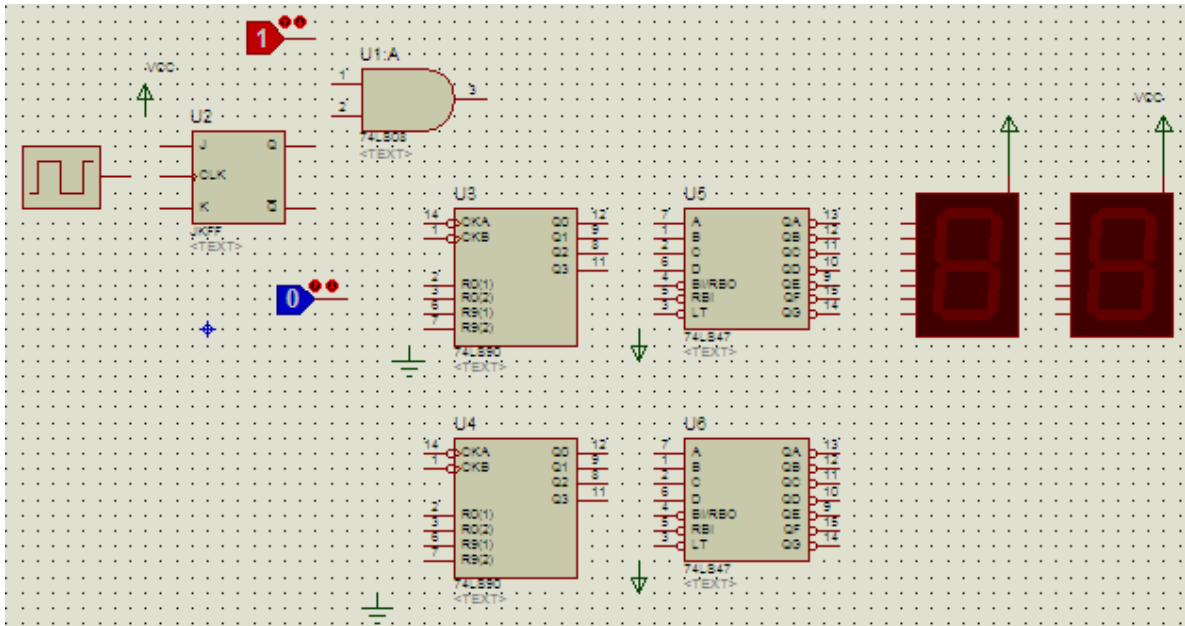 1
U1:A
1
2
3
74LS08
<TEXT>
VCC
U2
J Q
CLK
K Q
JKFF
<TEXT>
VCC
0
U3
14 CKA Q0 12
1 CKB Q1 9
Q2 8
Q3 11
2 R0(1)
3 R0(2)
6 R9(1)
7 R9(2)
74LS90
<TEXT>
U5
7 A QA 13
1 B QB 12
2 C QC 11
6 D QD 10
4 BI/RBO QE 9
5 RBI QF 15
3 LT QG 14
74LS47
<TEXT>
U4
14 CKA Q0 12
1 CKB Q1 9
Q2 8
Q3 11
2 R0(1)
3 R0(2)
6 R9(1)
7 R9(2)
74LS90
<TEXT>
U6
7 A QA 13
1 B QB 12
2 C QC 11
6 D QD 10
4 BI/RBO QE 9
5 RBI QF 15
3 LT QG 14
74LS47
<TEXT>